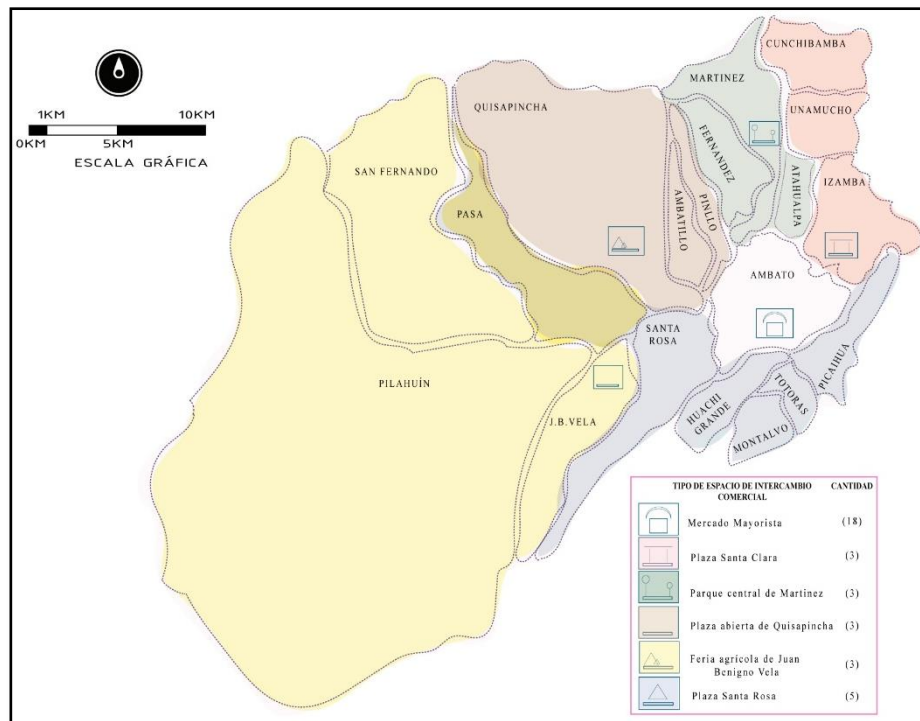 CUNCHIBAMBA
MARTINEZ
1KM 10KM
0KM 5KM
ESCALA GRÁFICA
QUISAPINCHA
UNAMUCHO
FERNANDEZ
SAN FERNANDO
ATAHUALPA
IZAMBA
PASA
AMBATILLO
PINLLO
AMBATO
SANTA
ROSA
PILAHUÍN
PICAIHUA
TOTORAS
HUACHI
GRANDE
J.B.VELA
MONTALVO
TIPO DE ESPACIO DE INTERCAMBIO CANTIDAD
COMERCIAL
Mercado Mayorista (18)
Plaza Santa Clara (3)
Parque central de Martínez (3)
Plaza abierta de Quisapincha (3)
Feria agrícola de Juan (3)
Benigno Vela
Plaza Santa Rosa (5)